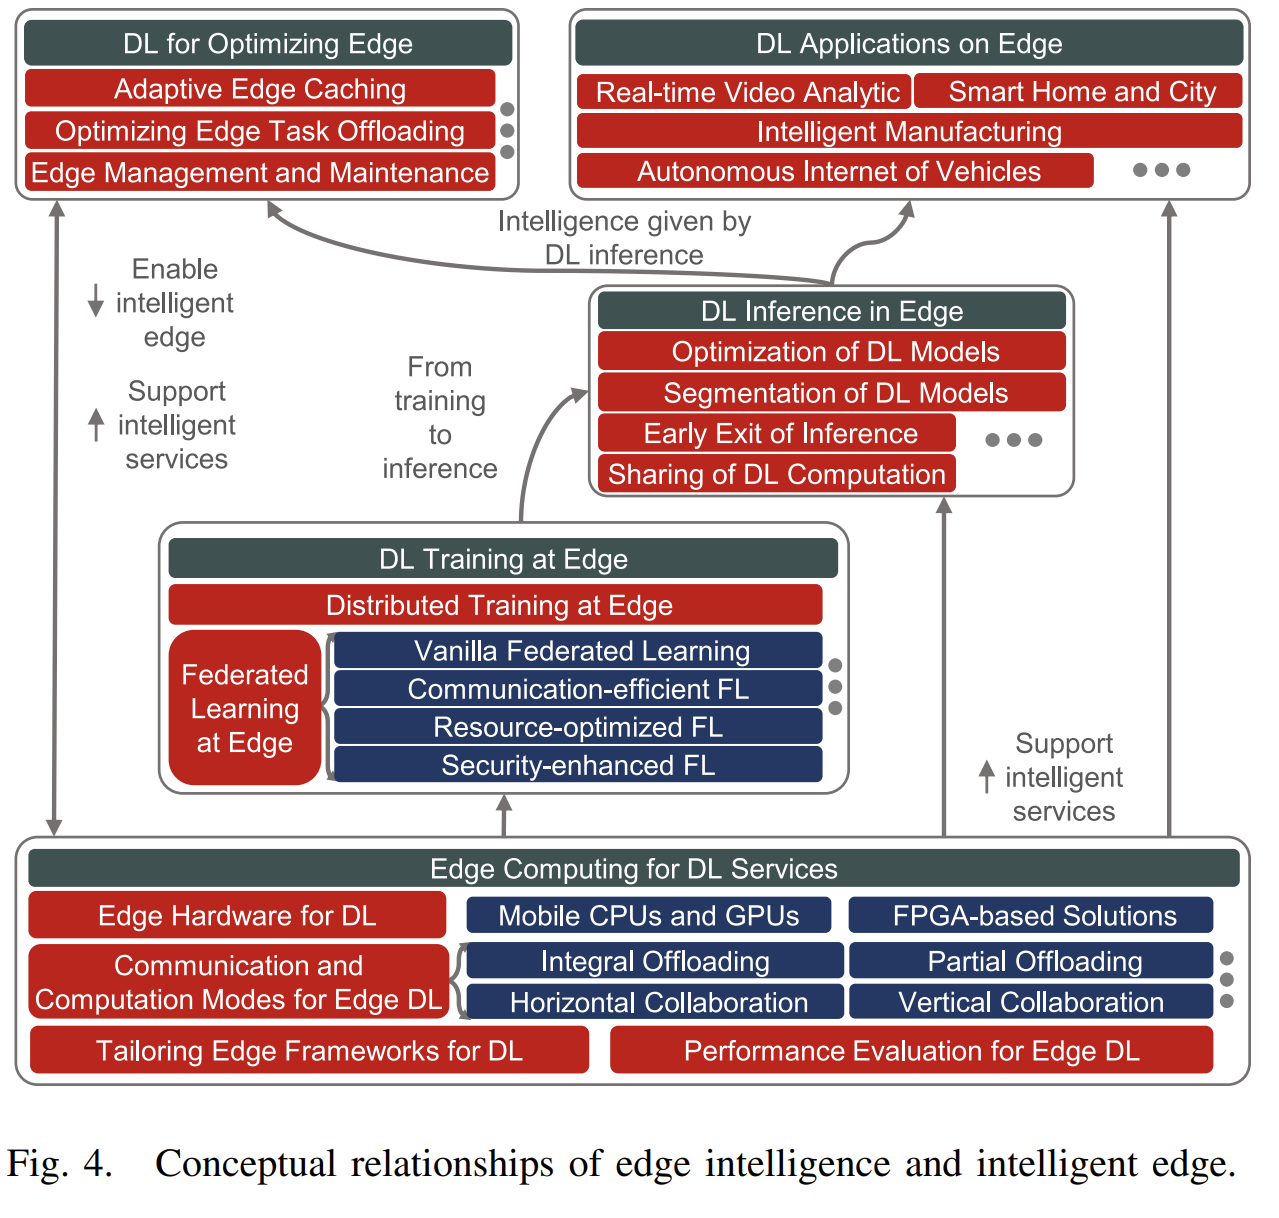 DL for Optimizing Edge
Adaptive Edge Caching
Optimizing Edge Task Offloading
Edge Management and Maintenance
DL Applications on Edge
Real-time Video Analytic
Smart Home and City
Intelligent Manufacturing
Autonomous Internet of Vehicles
Intelligence given by
DL inference
Enable
intelligent
edge
Support
intelligent
services
From
training
to
inference
DL Inference in Edge
Optimization of DL Models
Segmentation of DL Models
Early Exit of Inference
Sharing of DL Computation
DL Training at Edge
Distributed Training at Edge
Federated
Learning
at Edge
Vanilla Federated Learning
Communication-efficient FL
Resource-optimized FL
Security-enhanced FL
Support
intelligent
services
Edge Computing for DL Services
Edge Hardware for DL
Mobile CPUs and GPUs
FPGA-based Solutions
Communication and
Computation Modes for Edge DL
Integral Offloading
Partial Offloading
Horizontal Collaboration
Vertical Collaboration
Tailoring Edge Frameworks for DL
Performance Evaluation for Edge DL
Fig. 4. Conceptual relationships of edge intelligence and intelligent edge.